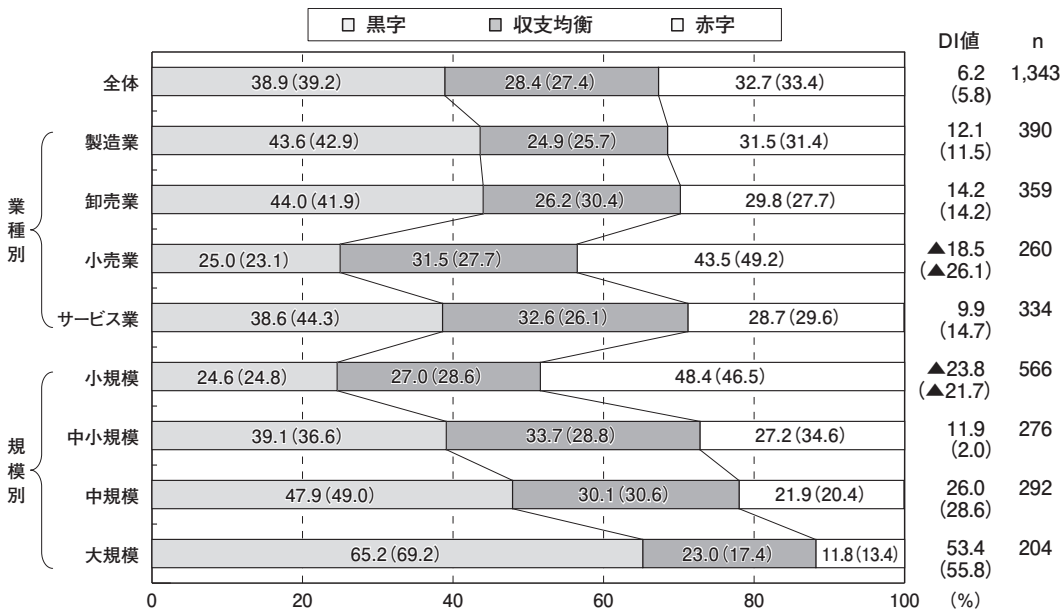 黒字 収支均衡 赤字
DI値 n
全体 38.9(39.2) 28.4(27.4) 32.7(33.4) 6.2 1,343
(5.8)
業種別
製造業 43.6(42.9) 24.9(25.7) 31.5(31.4) 12.1 390
(11.5)
卸売業 44.0(41.9) 26.2(30.4) 29.8(27.7) 14.2 359
(14.2)
小売業 25.0(23.1) 31.5(27.7) 43.5(49.2) ▲18.5 260
(▲26.1)
サービス業 38.6(44.3) 32.6(26.1) 28.7(29.6) 9.9 334
(14.7)
規模別
小規模 24.6(24.8) 27.0(28.6) 48.4(46.5) ▲23.8 566
(▲21.7)
中小規模 39.1(36.6) 33.7(28.8) 27.2(34.6) 11.9 276
(2.0)
中規模 47.9(49.0) 30.1(30.6) 21.9(20.4) 26.0 292
(28.6)
大規模 65.2(69.2) 23.0(17.4) 11.8(13.4) 53.4 204
(55.8)
0 20 40 60 80 100 (%)